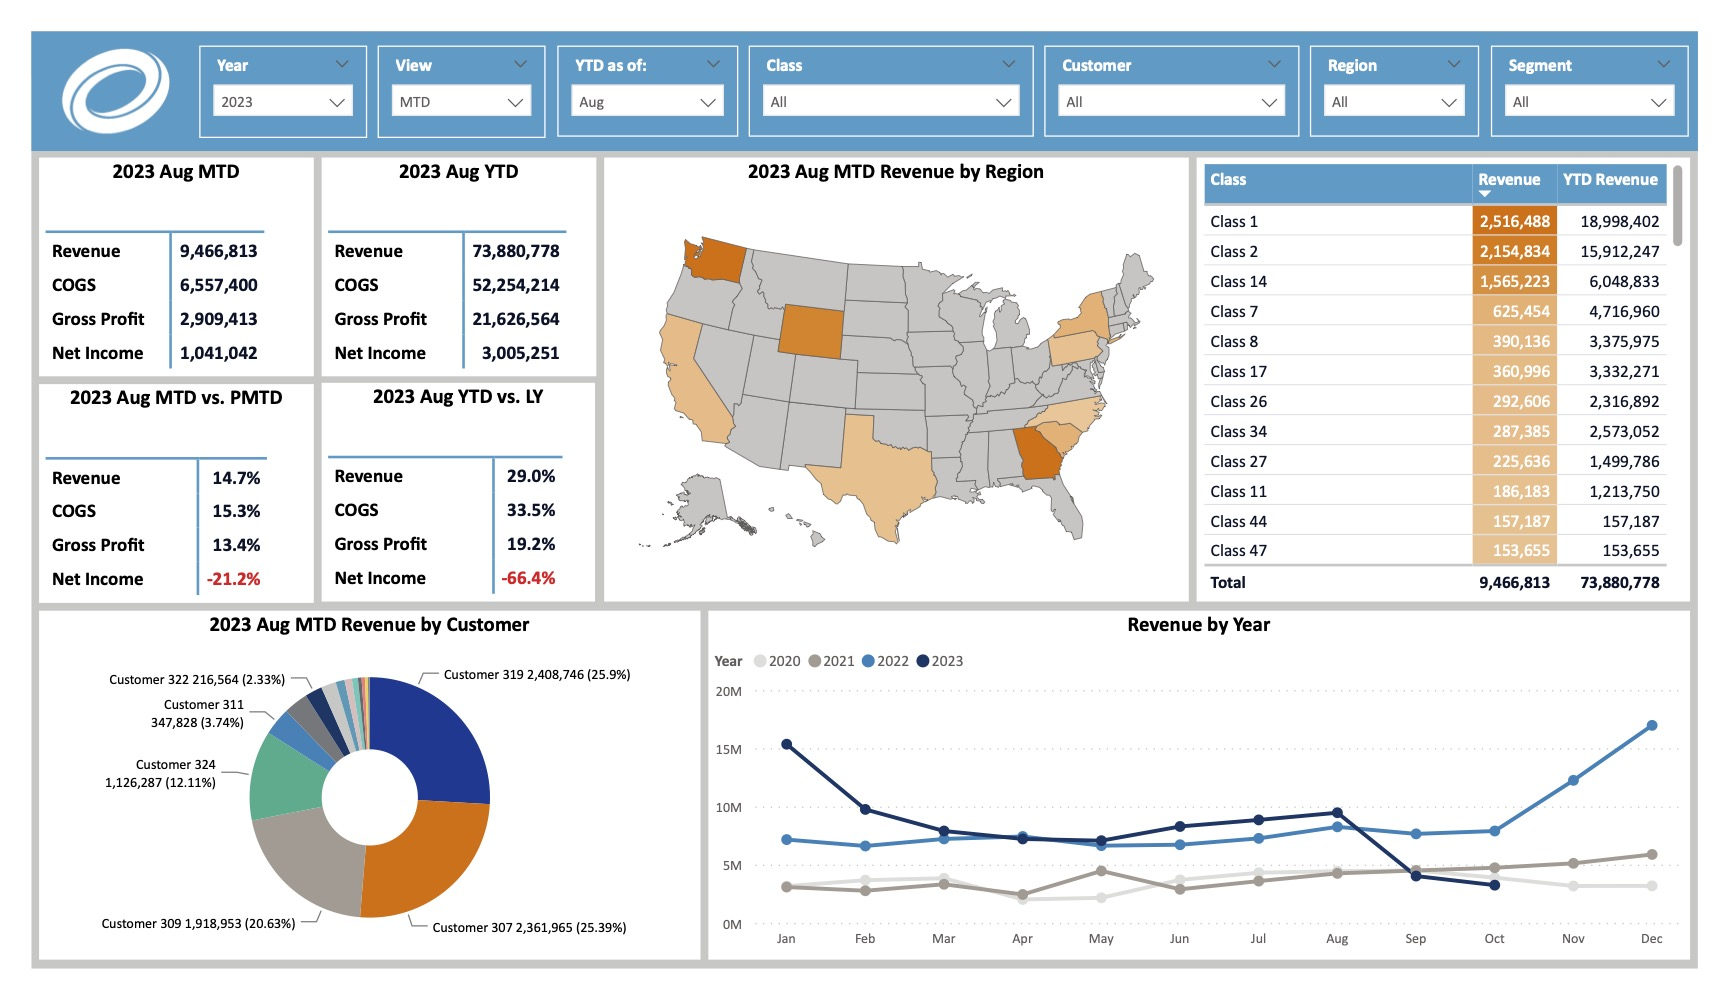 Year
View
YTD as of:
Class
Customer
Region
Segment
2023
MTD
Aug
All
All
All
All
2023 Aug MTD
Revenue 9,466,813
COGS 6,557,400
Gross Profit 2,909,413
Net Income 1,041,042
2023 Aug YTD
Revenue 73,880,778
COGS 52,254,214
Gross Profit 21,626,564
Net Income 3,005,251
2023 Aug MTD vs. PMTD
Revenue 14.7%
COGS 15.3%
Gross Profit 13.4%
Net Income -21.2%
2023 Aug YTD vs. LY
Revenue 29.0%
COGS 33.5%
Gross Profit 19.2%
Net Income -66.4%
2023 Aug MTD Revenue by Region
Class Revenue YTD Revenue
Class 1 2,516,488 18,998,402
Class 2 2,154,834 15,912,247
Class 14 1,565,223 6,048,833
Class 7 625,454 4,716,960
Class 8 390,136 3,375,975
Class 17 360,996 3,332,271
Class 26 292,606 2,316,892
Class 34 287,385 2,573,052
Class 27 225,636 1,499,786
Class 11 186,183 1,213,750
Class 44 157,187 157,187
Class 47 153,655 153,655
Total 9,466,813 73,880,778
2023 Aug MTD Revenue by Customer
Customer 322 216,564 (2.33%)
Customer 319 2,408,746 (25.9%)
Customer 311
347,828 (3.74%)
Customer 324
1,126,287 (12.11%)
Customer 309 1,918,953 (20.63%)
Customer 307 2,361,965 (25.39%)
Revenue by Year
Year 2020 2021 2022 2023
20M
15M
10M
5M
0M
Jan Feb Mar Apr May Jun Jul Aug Sep Oct Nov Dec